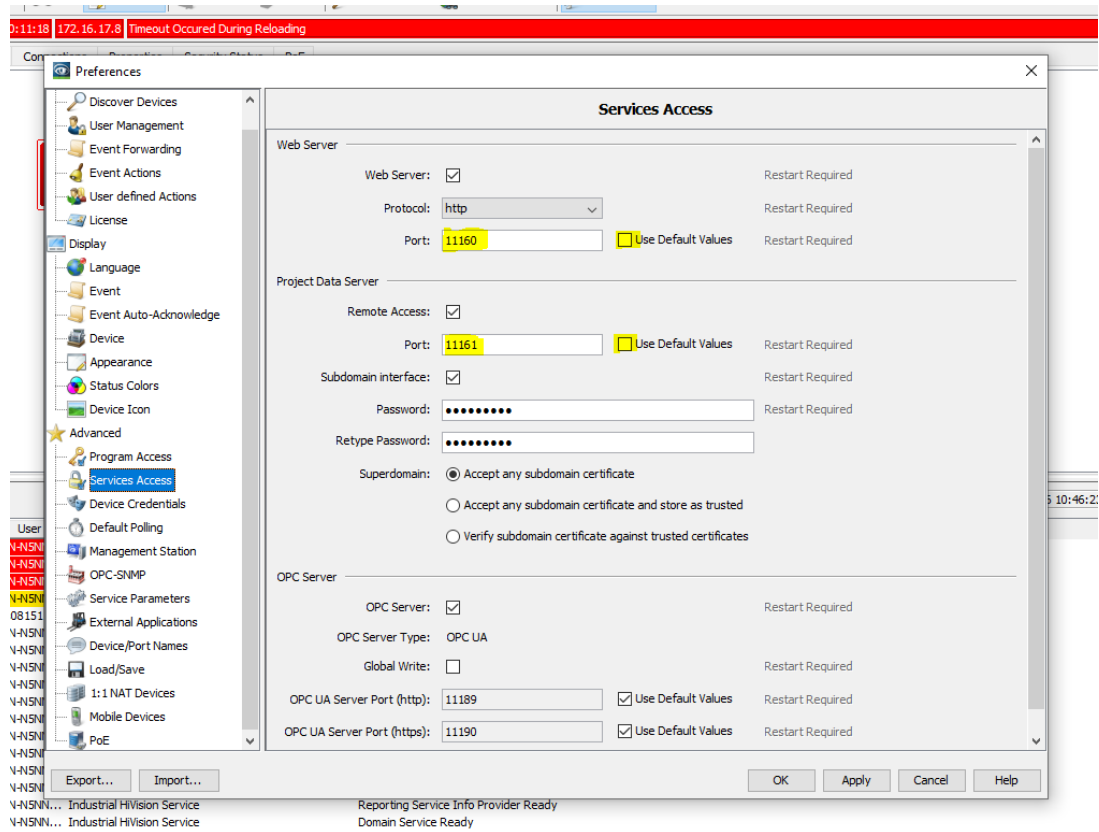 0:11:18 172.16.17.8 Timeout Occured During Reloading
Preferences
Discover Devices
User Management
Event Forwarding
Event Actions
User defined Actions
License
Display
Language
Event
Event Auto-Acknowledge
Device
Appearance
Status Colors
Device Icon
Advanced
Program Access
Services Access
Device Credentials
Default Polling
Management Station
OPC-SNMP
Service Parameters
External Applications
Device/Port Names
Load/Save
1:1 NAT Devices
Mobile Devices
PoE
Services Access
Web Server
Web Server: Restart Required
Protocol: http Restart Required
Port: 11160 Use Default Values Restart Required
Project Data Server
Remote Access:
Port: 11161 Use Default Values Restart Required
Subdomain interface: Restart Required
Password: ●●●●●●●●● Restart Required
Retype Password: ●●●●●●●●●
Superdomain: Accept any subdomain certificate
Accept any subdomain certificate and store as trusted
Verify subdomain certificate against trusted certificates
OPC Server
OPC Server: Restart Required
OPC Server Type: OPC UA
Global Write: Restart Required
OPC UA Server Port (http): 11189 Use Default Values Restart Required
OPC UA Server Port (https): 11190 Use Default Values Restart Required
Export... Import... OK Apply Cancel Help
10:46:2
User
08151
N-N5NN... Industrial HiVision Service Reporting Service Info Provider Ready
N-N5NN... Industrial HiVision Service Domain Service Ready